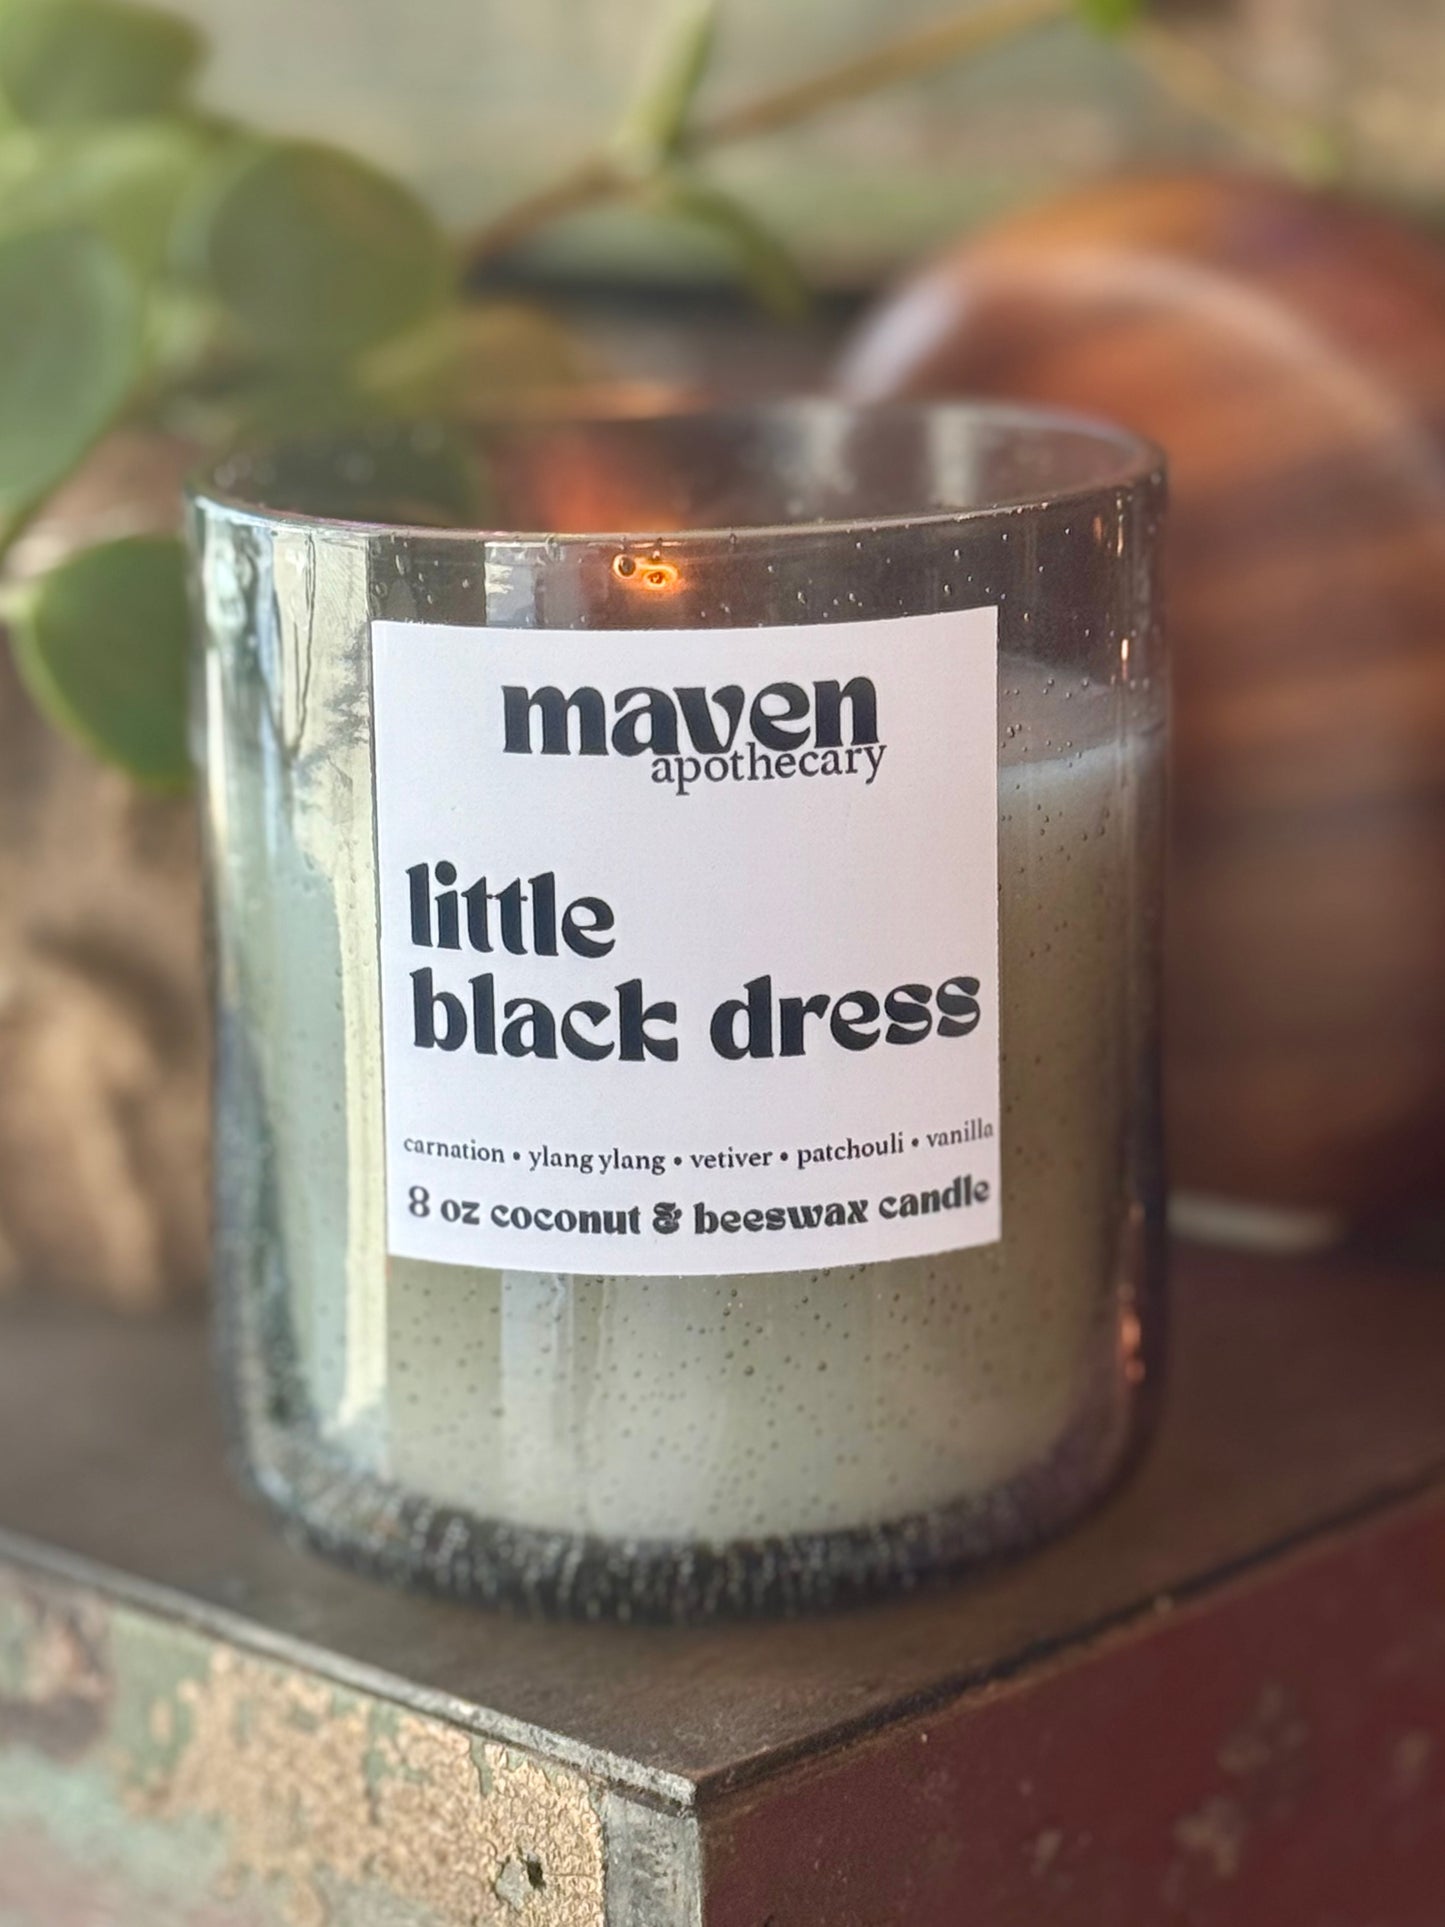 maven
apothecary
little
black dress
carnation • ylang ylang • vetiver • patchouli • vanilla
8 oz coconut & beeswax candle